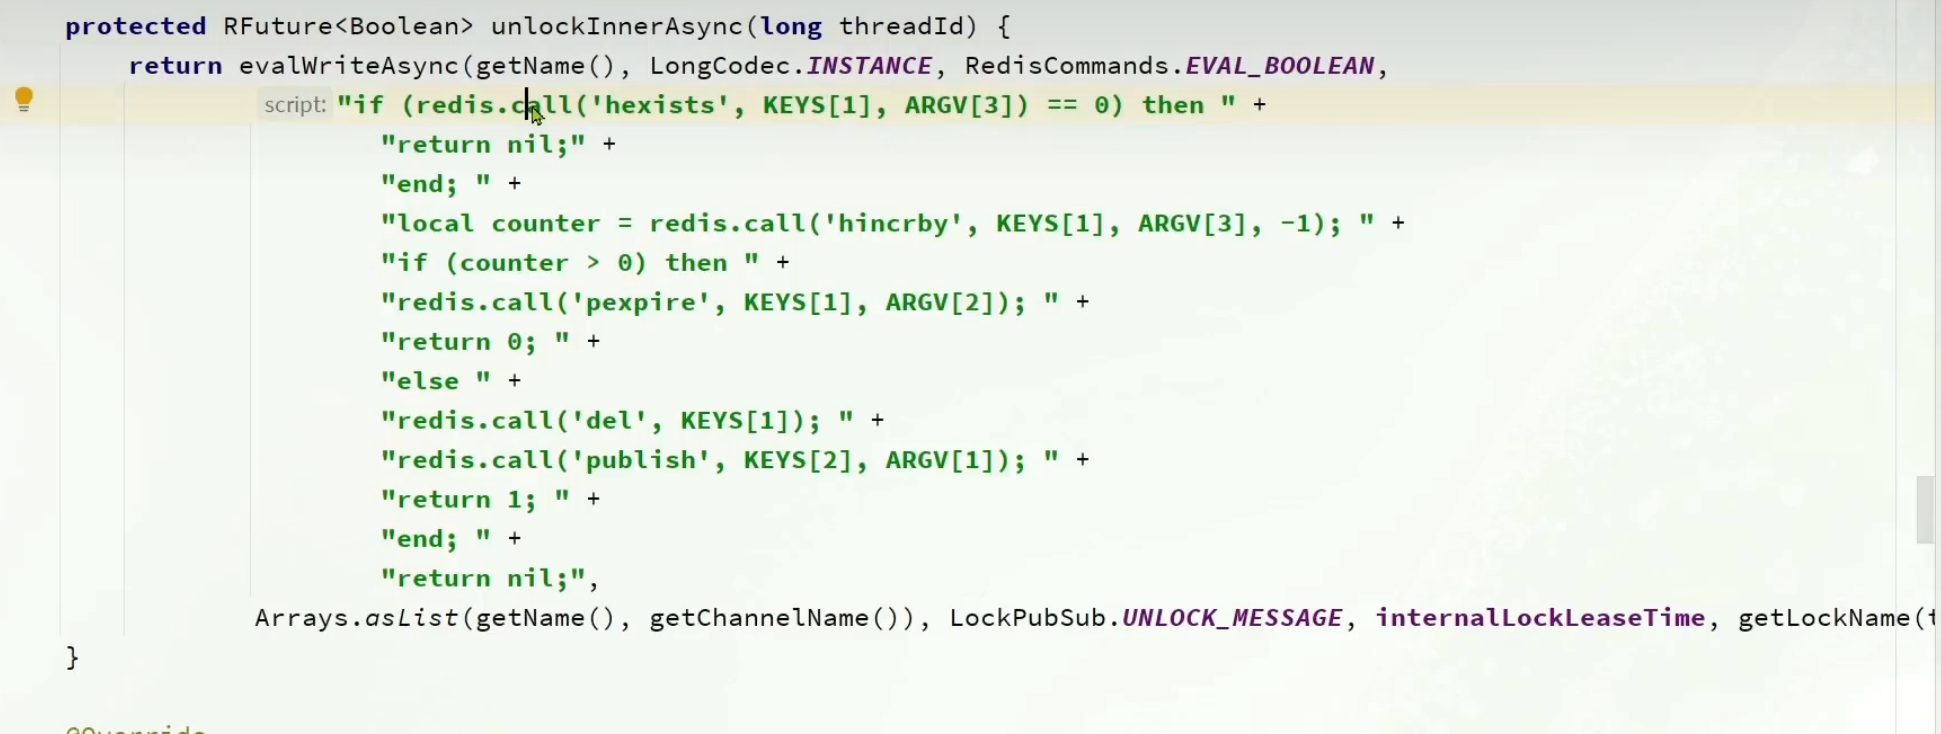 protected RFuture<Boolean> unlockInnerAsync(long threadId) {
return evalWriteAsync(getName(), LongCodec.INSTANCE, RedisCommands.EVAL_BOOLEAN,
script: "if (redis.call('hexists', KEYS[1], ARGV[3]) == 0) then " +
"return nil;" +
"end; " +
"local counter = redis.call('hincrby', KEYS[1], ARGV[3], -1); " +
"if (counter > 0) then " +
"redis.call('pexpire', KEYS[1], ARGV[2]); " +
"return 0; " +
"else " +
"redis.call('del', KEYS[1]); " +
"redis.call('publish', KEYS[2], ARGV[1]); " +
"return 1; " +
"end; " +
"return nil;",
Arrays.asList(getName(), getChannelName()), LockPubSub.UNLOCK_MESSAGE, internalLockLeaseTime, getLockName(
}